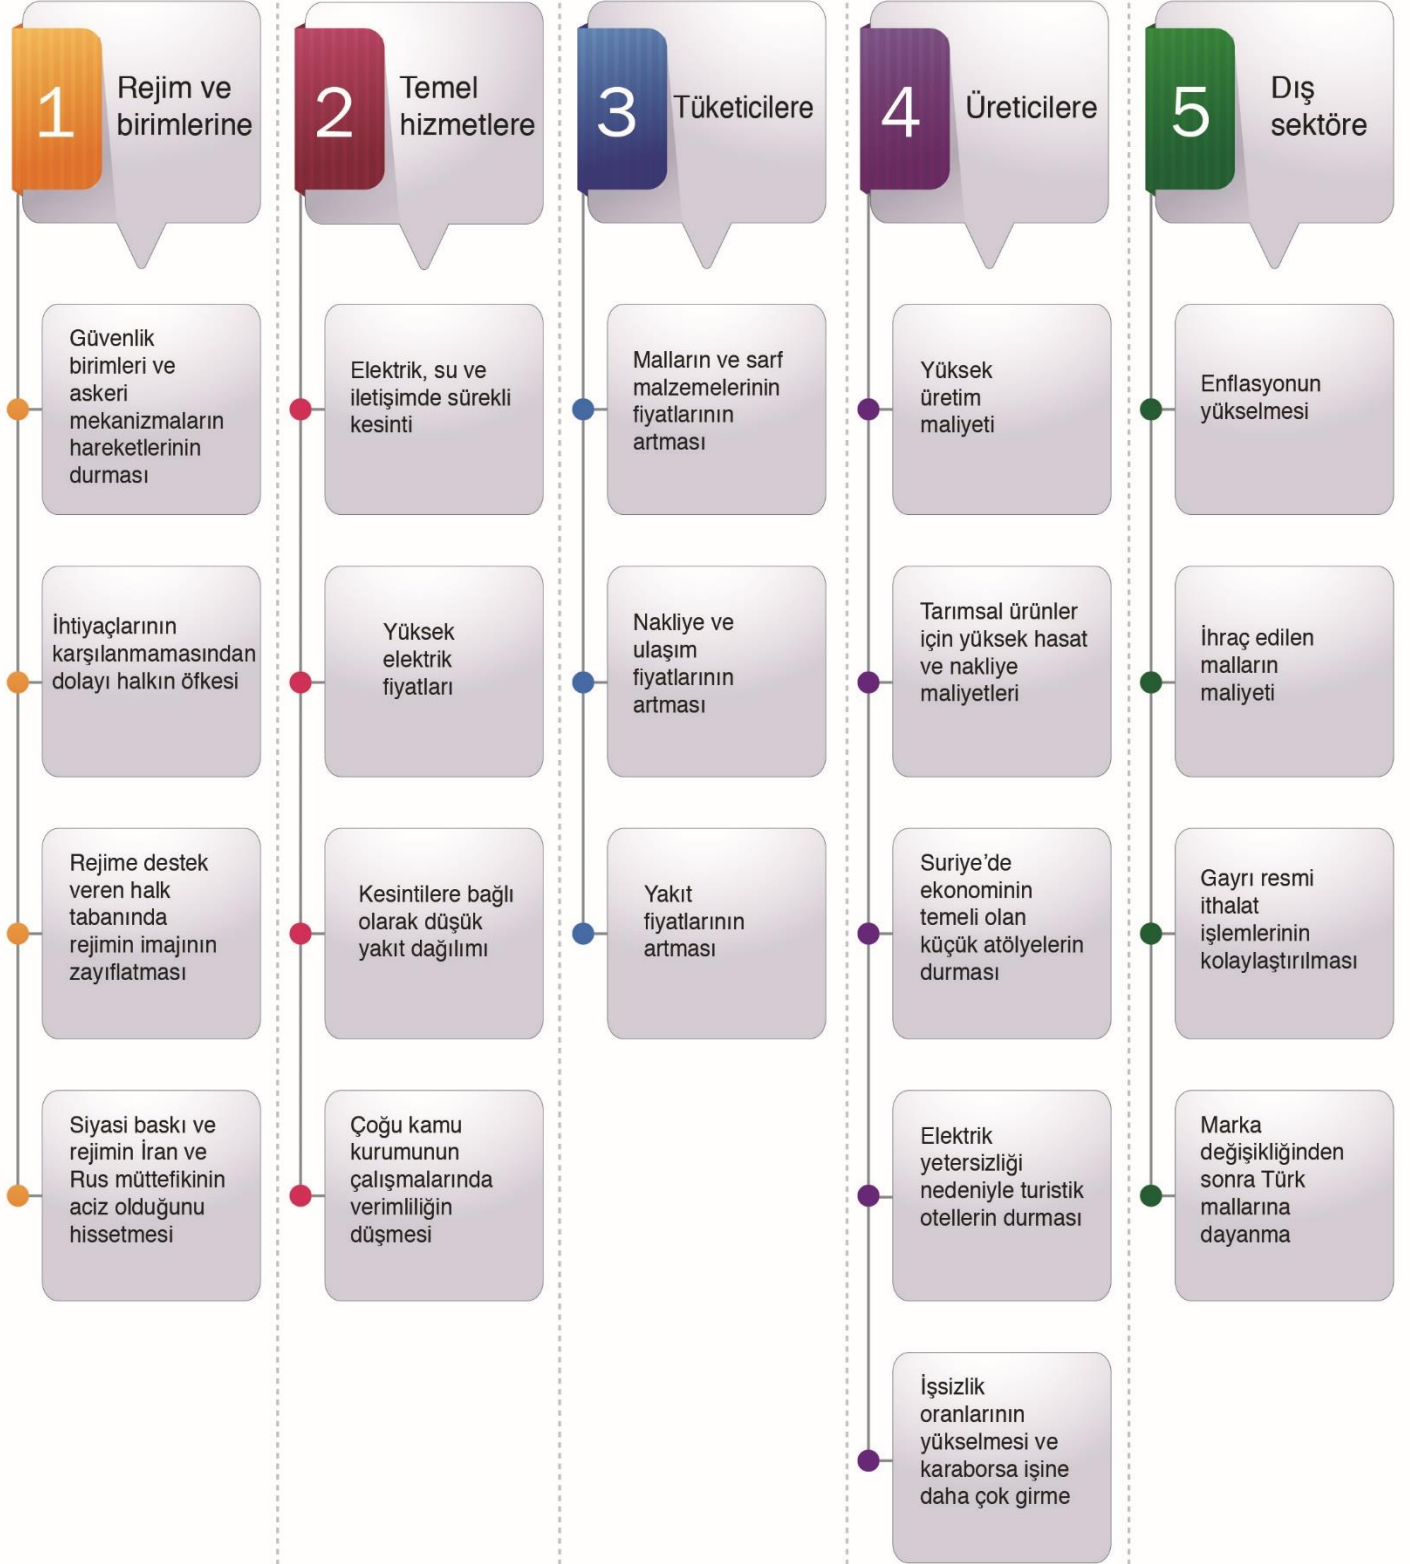 1
Rejim ve
birimlerine
Güvenlik
birimleri ve
askeri
mekanizmaların
hareketlerinin
durması
İhtiyaçlarının
karşılanmamasından
dolayı halkın öfkesi
Rejime destek
veren halk
tabanında
rejimin imajının
zayıflatması
Siyasi baskı ve
rejimin İran ve
Rus müttefikinin
aciz olduğunu
hissetmesi
2
Temel
hizmetlere
Elektrik, su ve
iletişimde sürekli
kesinti
Yüksek
elektrik
fiyatları
Kesintilere bağlı
olarak düşük
yakıt dağılımı
Çoğu kamu
kurumunun
çalışmalarında
verimliliğin
düşmesi
3
Tüketicilere
Malların ve sarf
malzemelerinin
fiyatlarının
artması
Nakliye ve
ulaşım
fiyatlarının
artması
Yakıt
fiyatlarının
artması
4
Üreticilere
Yüksek
üretim
maliyeti
Tarımsal ürünler
için yüksek hasat
ve nakliye
maliyetleri
Suriye’de
ekonominin
temeli olan
küçük atölyelerin
durması
Elektrik
yetersizliği
nedeniyle turistik
otellerin durması
İşsizlik
oranlarının
yükselmesi ve
karaborsa işine
daha çok girme
5
Dış
sektöre
Enflasyonun
yükselmesi
İhraç edilen
malların
maliyeti
Gayrı resmi
ithalat
işlemlerinin
kolaylaştırılması
Marka
değişikliğinden
sonra Türk
mallarına
dayanma